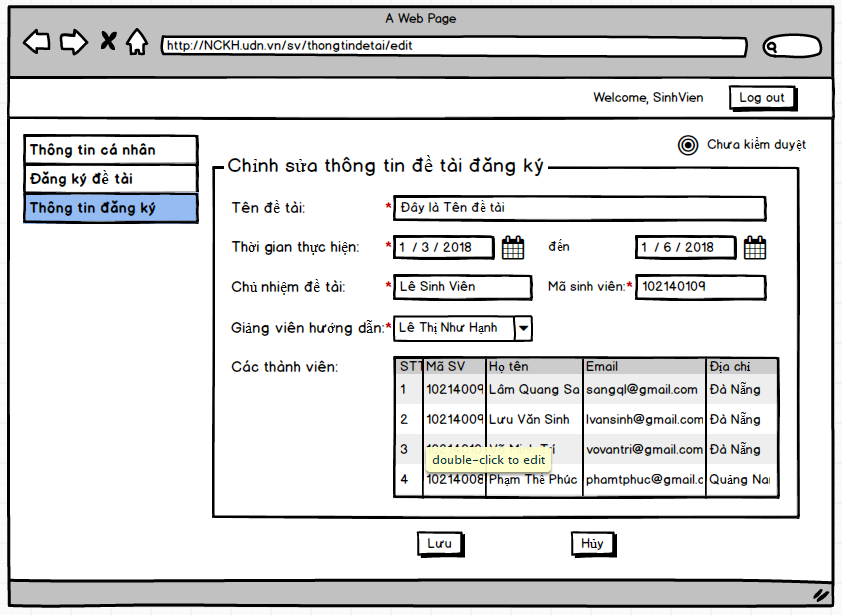 A Web Page
http://NCKH.udn.vn/sv/thongtindetai/edit
Welcome, SinhVien Log out
Thông tin cá nhân
Đăng ký đề tài
Thông tin đăng ký
Chưa kiểm duyệt
Chỉnh sửa thông tin đề tài đăng ký
Tên đề tài: * Đây là Tên đề tài
Thời gian thực hiện: * 1 / 3 / 2018 đến 1 / 6 / 2018
Chủ nhiệm đề tài: * Lê Sinh Viên Mã sinh viên:* 102140109
Giảng viên hướng dẫn:* Lê Thị Như Hạnh
Các thành viên:
STT Mã SV Họ tên Email Địa chỉ
1 10214009 Lâm Quang Sa sangql@gmail.com Đà Nẵng
2 10214009 Lưu Văn Sinh lvansinh@gmail.com Đà Nẵng
3 vovantri@gmail.com Đà Nẵng
double-click to edit
4 10214008 Phạm Thế Phúc phamtphuc@gmail.c Quảng Na
Lưu Hủy